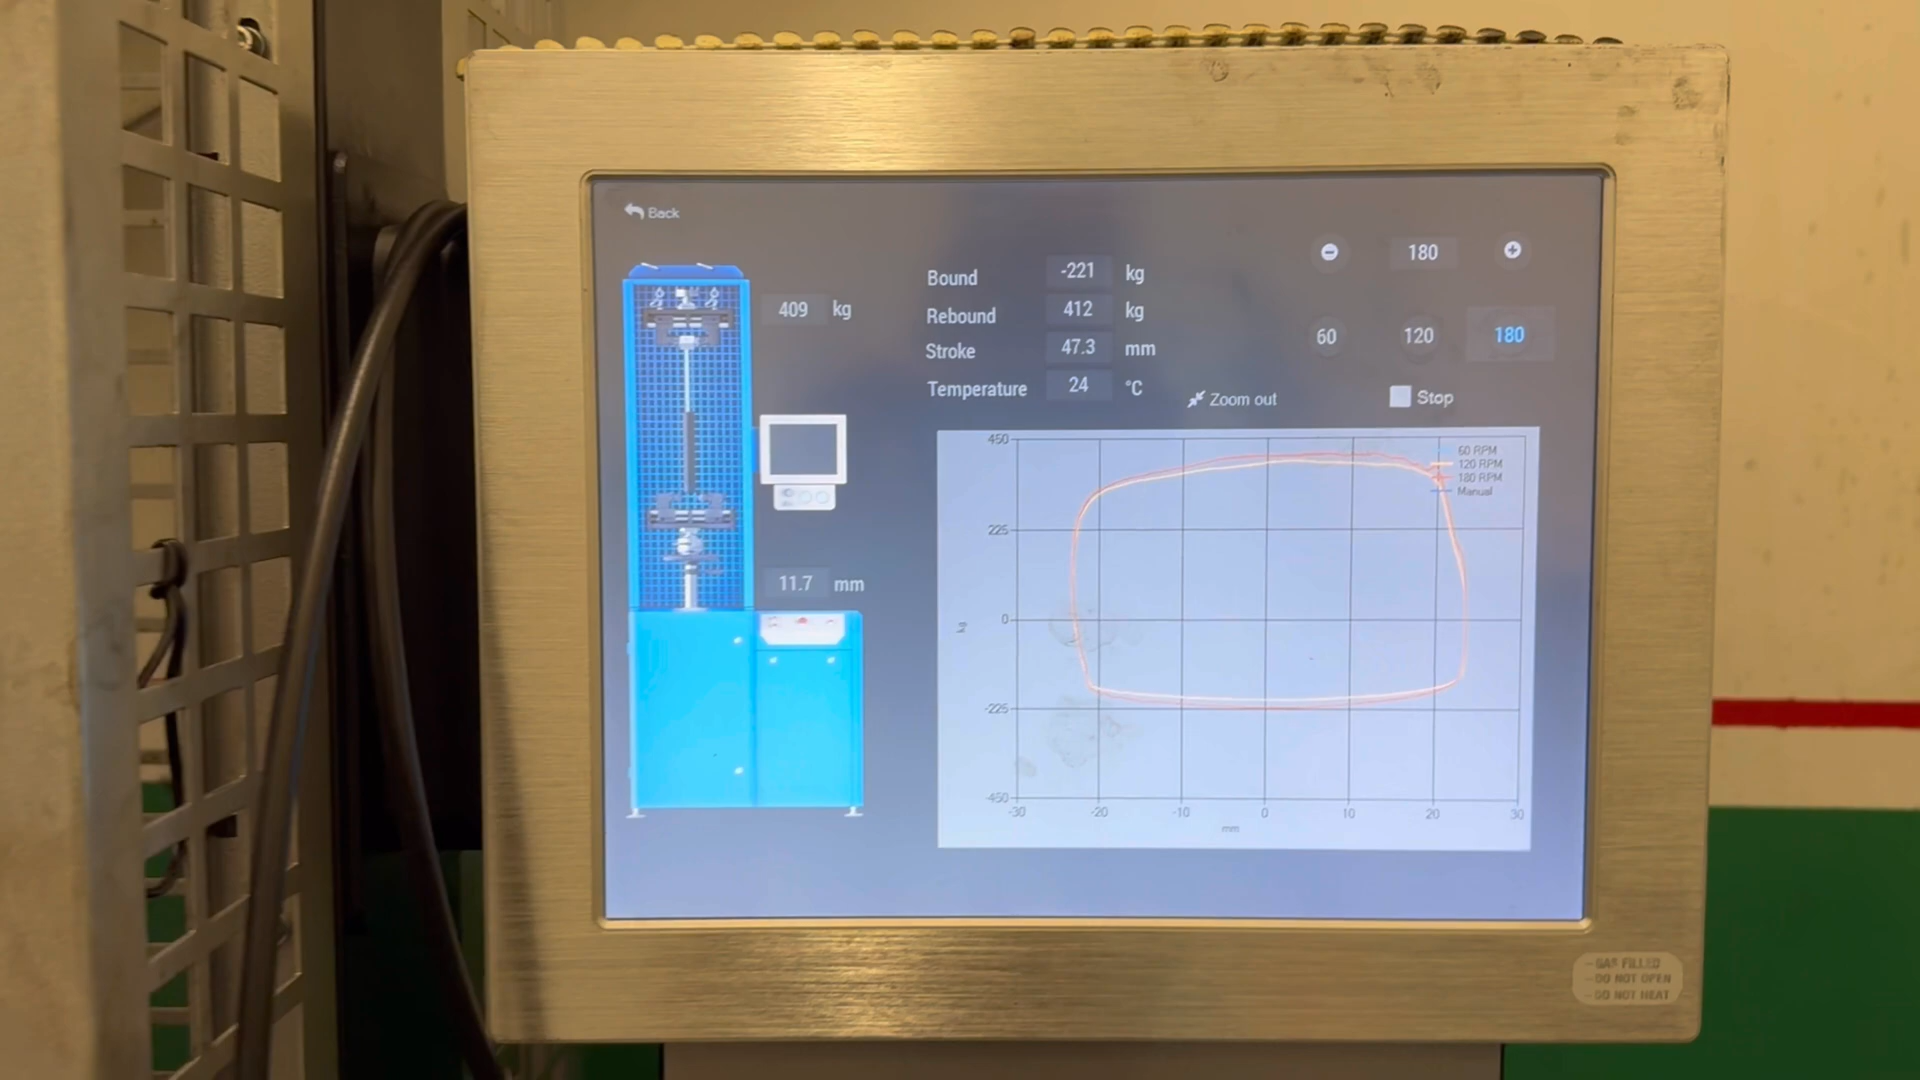 Back
409 kg
11.7 mm
Bound -221 kg
Rebound 412 kg
Stroke 47.3 mm
Temperature 24 °C
180
60 120 180
Zoom out
Stop
60 RPM
120 RPM
180 RPM
Manual
450
225
0
-225
-450
kg
-30 -20 -10 0 10 20 30
mm
- GAS FILLED
- DO NOT OPEN
- DO NOT HEAT